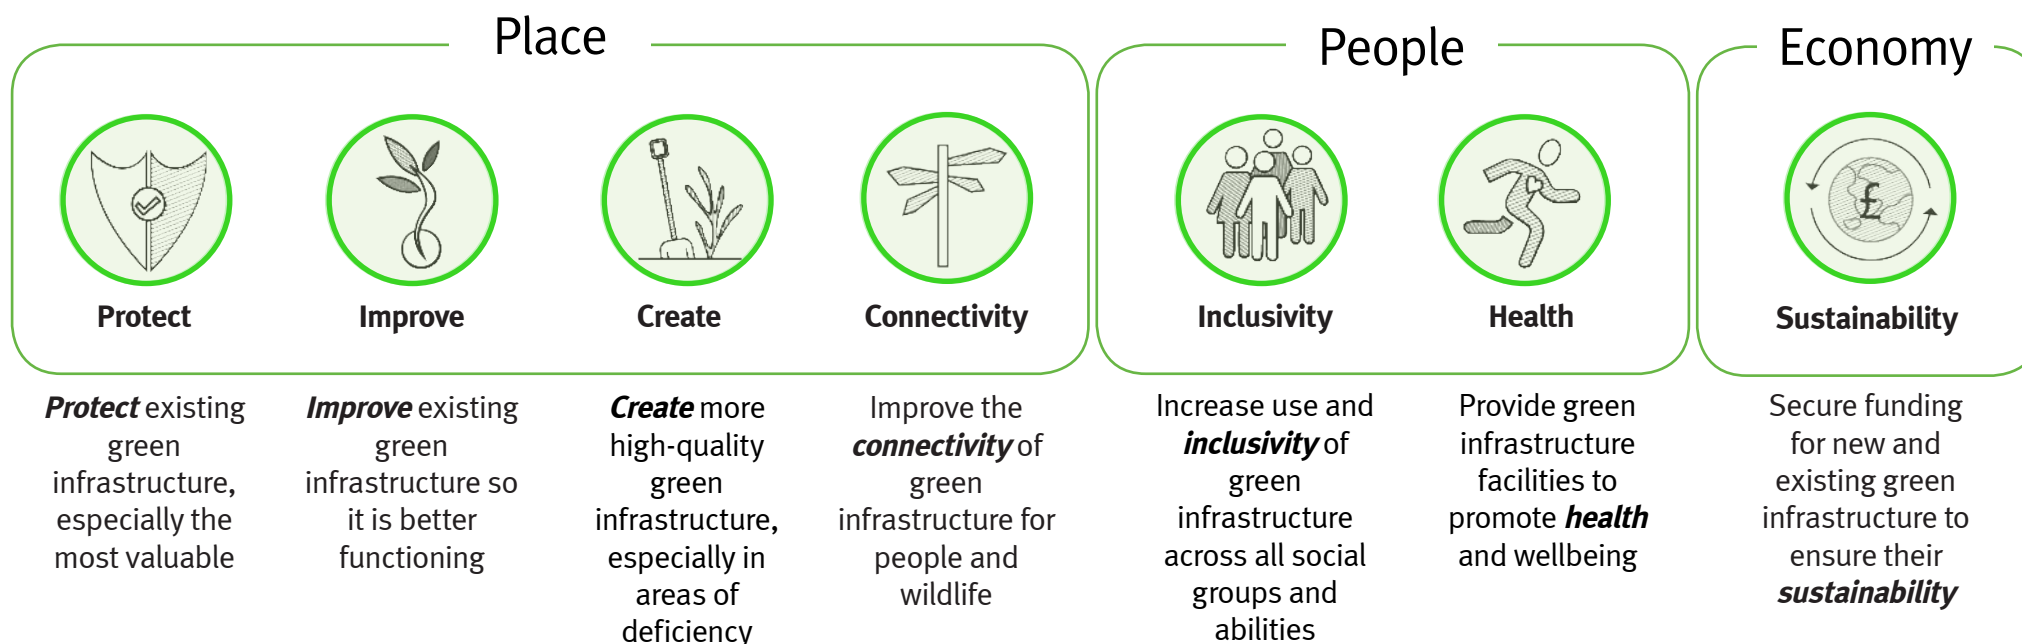 Place
People
Economy
£
Protect
Improve
Create
Connectivity
Inclusivity
Health
Sustainability
Protect existing
green
infrastructure,
especially the
most valuable
Improve existing
green
infrastructure so
it is better
functioning
Create more
high-quality
green
infrastructure,
especially in
areas of
deficiency
Improve the
connectivity of
green
infrastructure for
people and
wildlife
Increase use and
inclusivity of
green
infrastructure
across all social
groups and
abilities
Provide green
infrastructure
facilities to
promote health
and wellbeing
Secure funding
for new and
existing green
infrastructure to
ensure their
sustainability